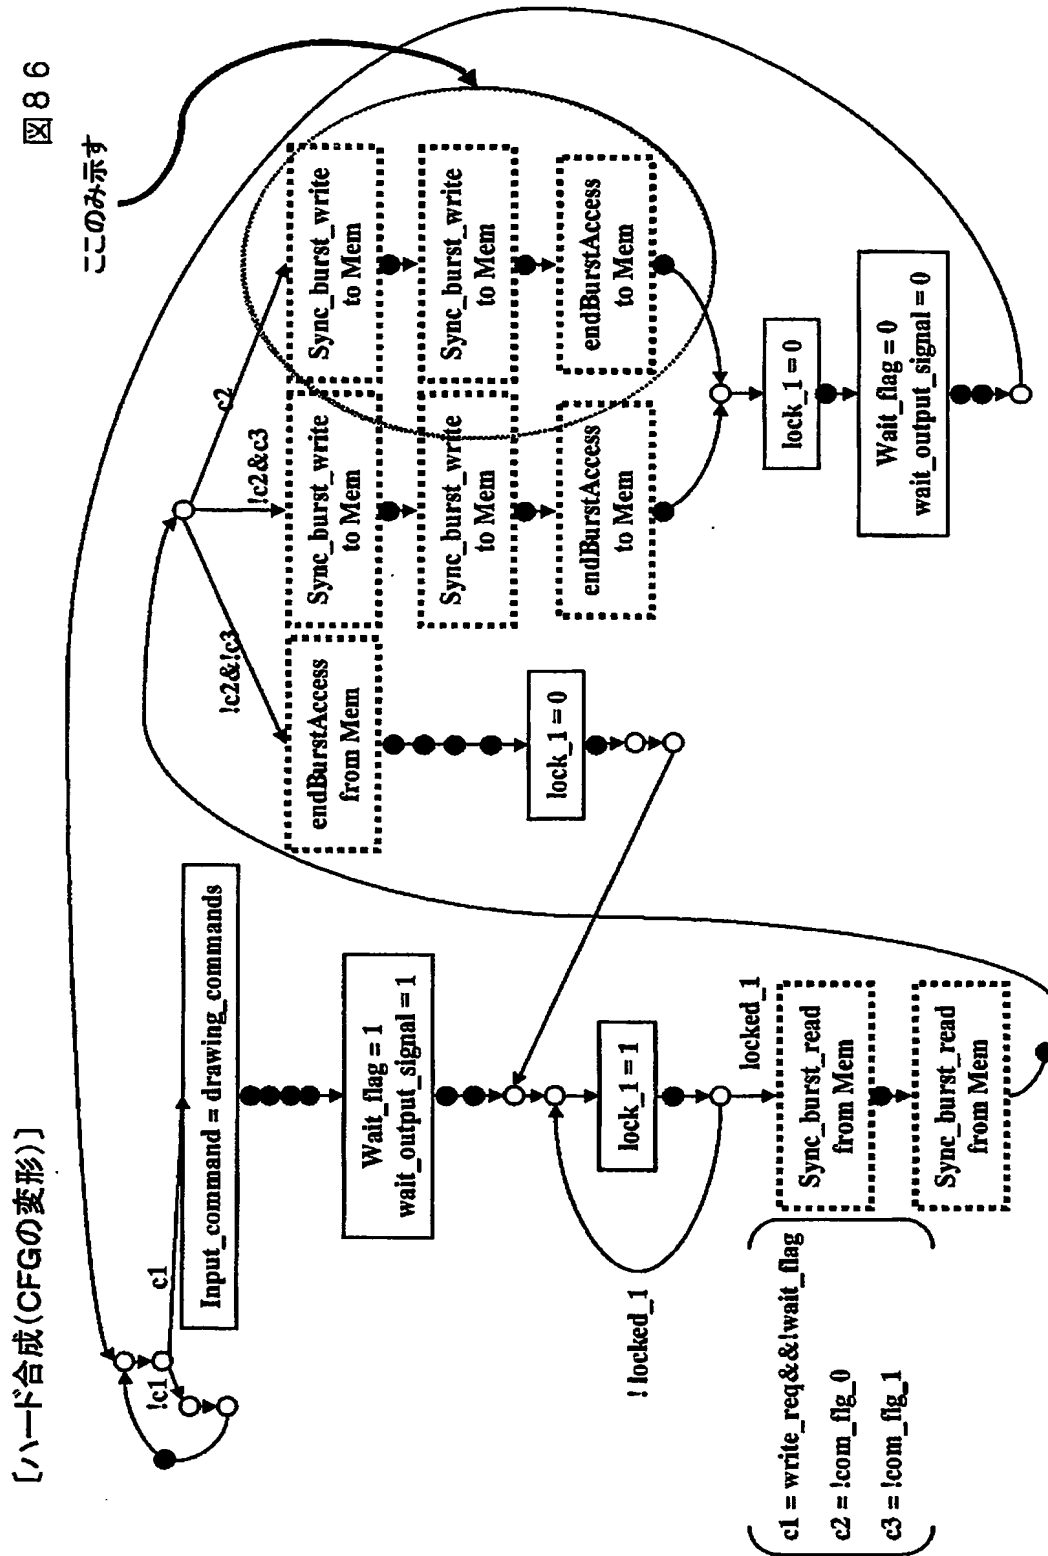 図86
[ハード合成(CFGの変形)]
ここのみ示す
!c1
c1
Input_command = drawing_commands
Wait_flag = 1
wait_output_signal = 1
lock_1 = 1
! locked_1
locked_1
Sync_burst_read
from Mem
Sync_burst_read
from Mem
c1 = write_req&&!wait_flag
c2 = !com_flg_0
c3 = !com_flg_1
!c2&!c3
!c2&c3
c2
endBurstAccess
from Mem
lock_1 = 0
Sync_burst_write
to Mem
Sync_burst_write
to Mem
endBurstAccess
to Mem
Sync_burst_write
to Mem
Sync_burst_write
to Mem
endBurstAccess
to Mem
lock_1 = 0
Wait_flag = 0
wait_output_signal = 0